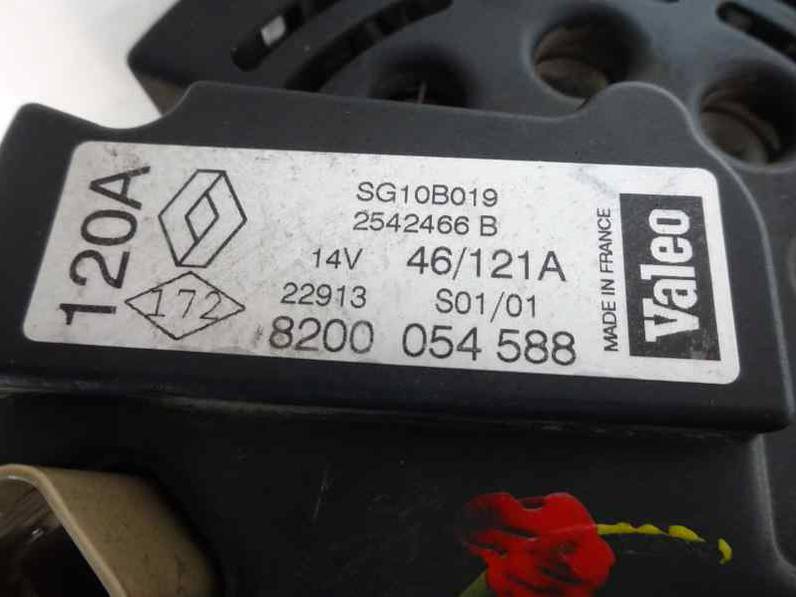 120A
SG10B019
2542466 B
14V 46/121A
172
22913 S01/01
8200 054 588
MADE IN FRANCE
Valeo